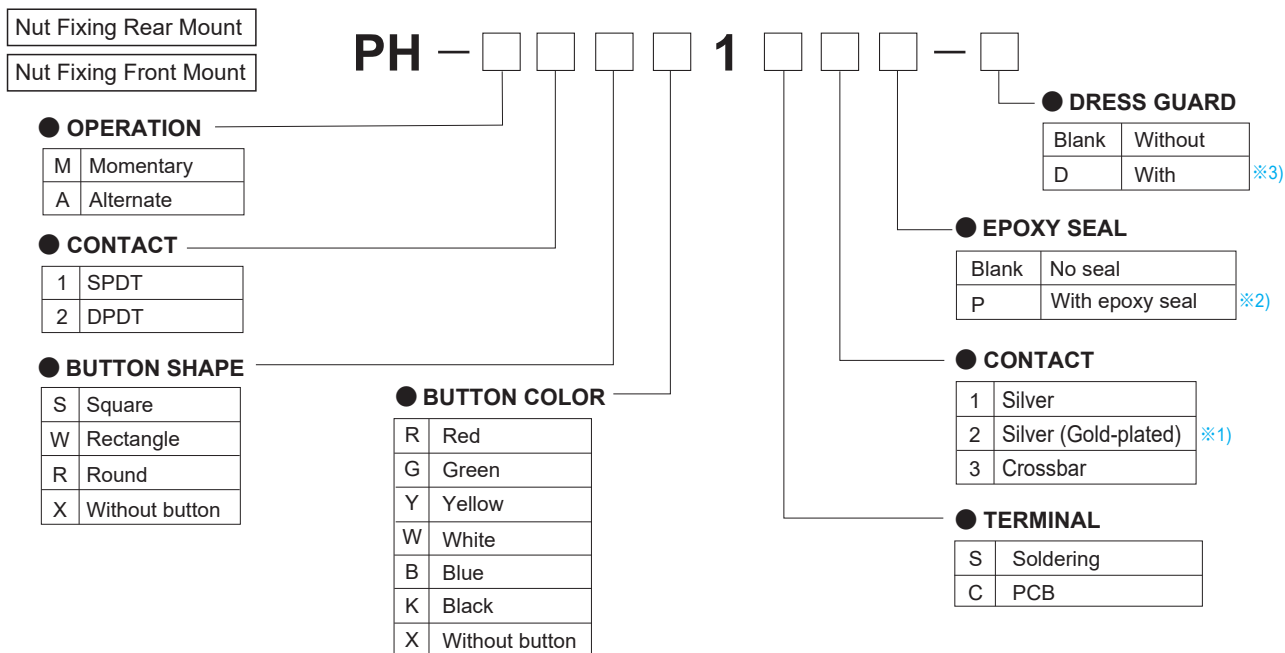 Nut Fixing Rear Mount
Nut Fixing Front Mount
PH – □ □ □ □ 1 □ □ □ – □
● OPERATION
M Momentary
A Alternate
● CONTACT
1 SPDT
2 DPDT
● BUTTON SHAPE
S Square
W Rectangle
R Round
X Without button
● BUTTON COLOR
R Red
G Green
Y Yellow
W White
B Blue
K Black
X Without button
● DRESS GUARD
Blank Without
D With ※3)
● EPOXY SEAL
Blank No seal
P With epoxy seal ※2)
● CONTACT
1 Silver
2 Silver (Gold-plated) ※1)
3 Crossbar
● TERMINAL
S Soldering
C PCB